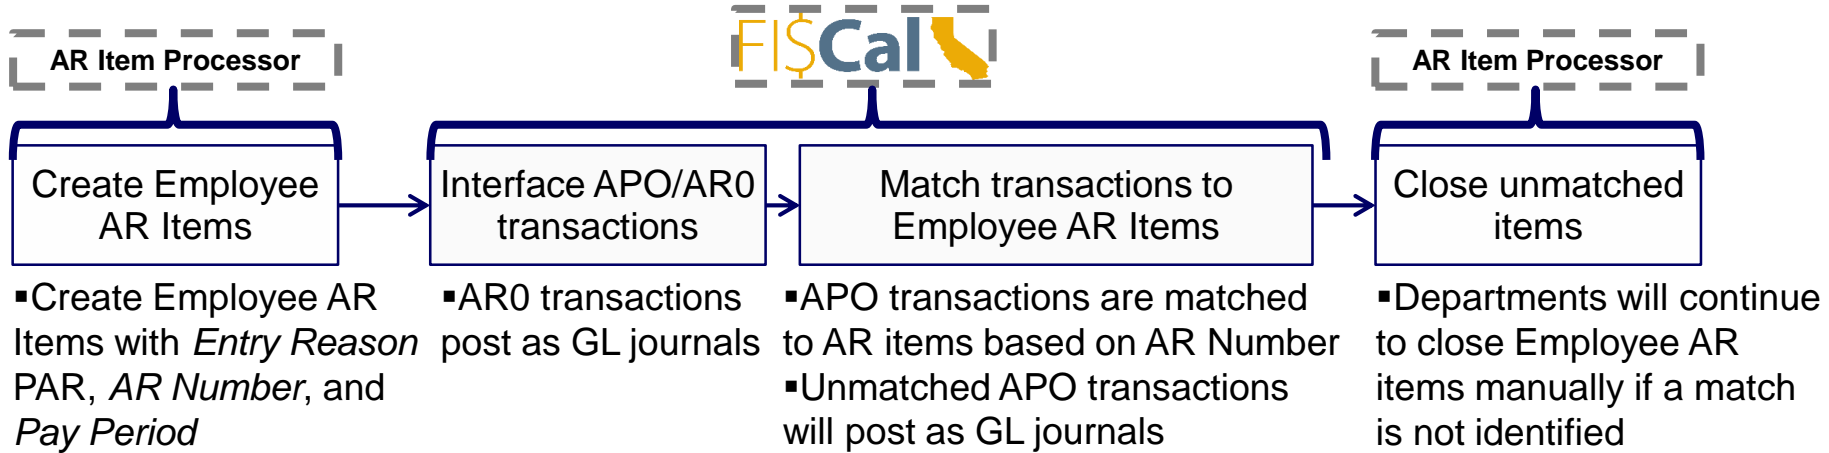 AR Item Processor
FI$Cal
AR Item Processor
Create Employee
AR Items
Interface APO/AR0
transactions
Match transactions to
Employee AR Items
Close unmatched
items
▪Create Employee AR
Items with Entry Reason
PAR, AR Number, and
Pay Period
▪AR0 transactions
post as GL journals
▪APO transactions are matched
to AR items based on AR Number
▪Unmatched APO transactions
will post as GL journals
▪Departments will continue
to close Employee AR
items manually if a match
is not identified